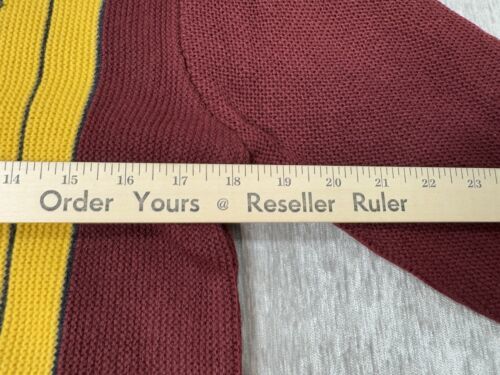 14 15 16 17 18 19 20 21 22 23
Order Yours @ Reseller Ruler